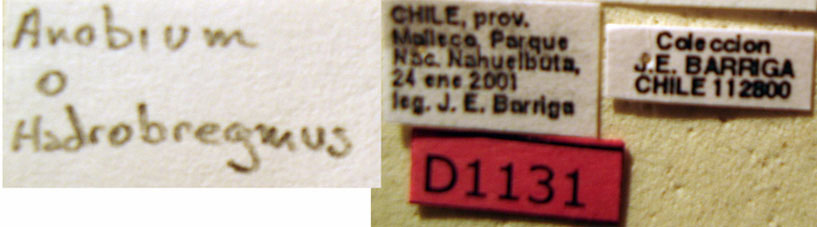 Anobium
o
Hadrobregmus
CHILE, prov.
Malleco, Parque
Nac. Nahuelbuta,
24 ene 2001
leg. J. E. Barriga
Coleccion
J.E. BARRIGA
CHILE 112800
D1131